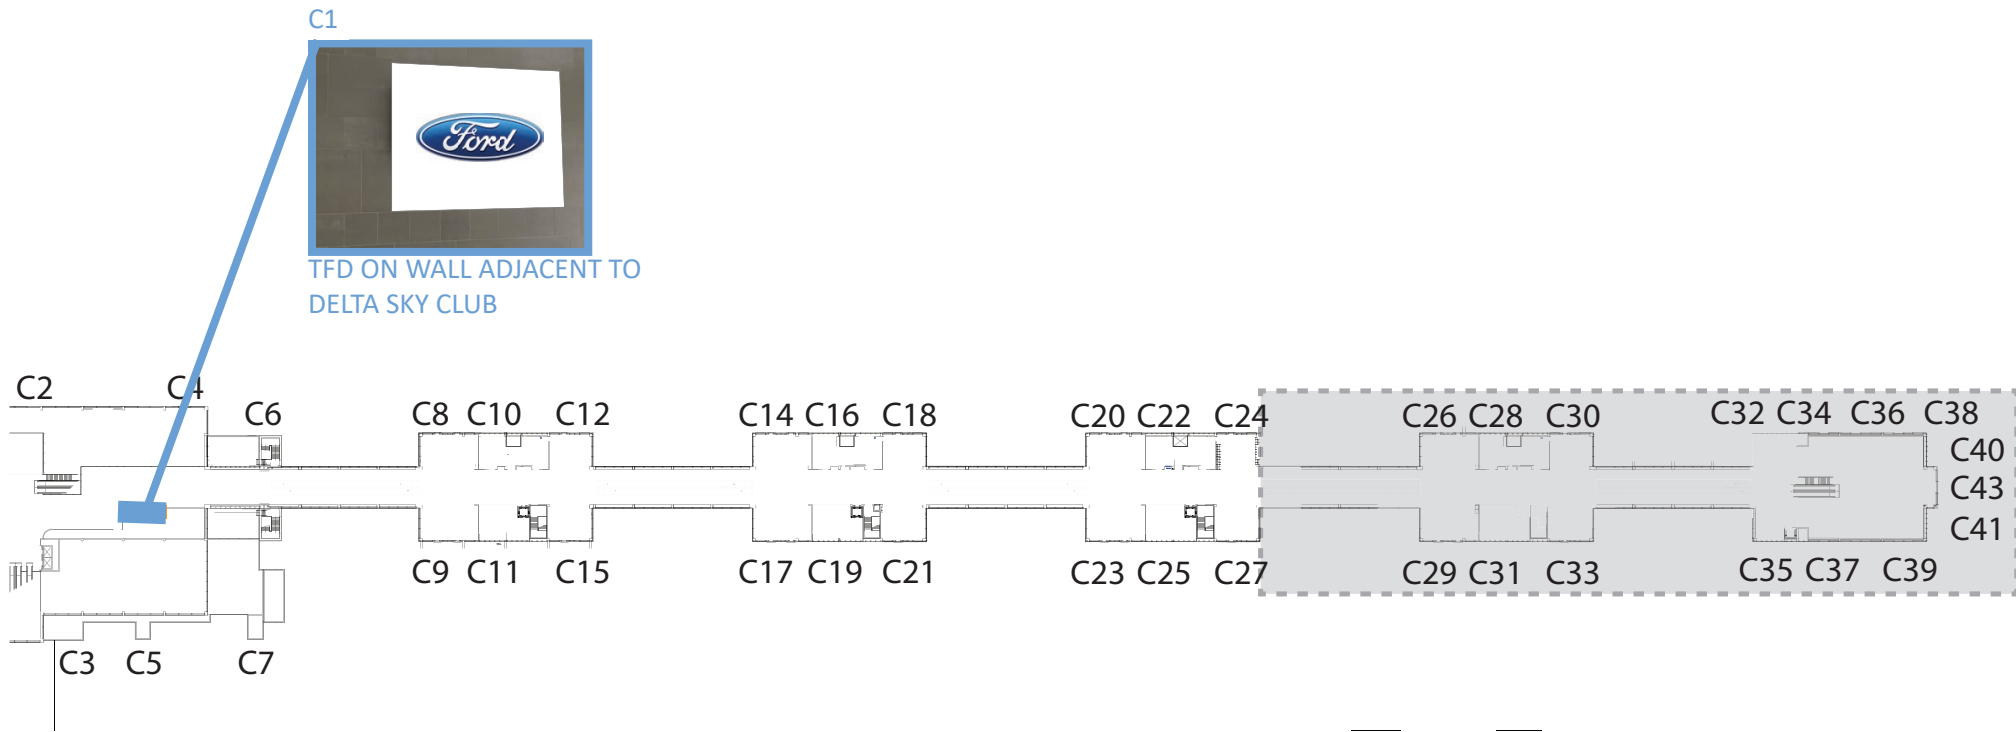 C1
Ford
TFD ON WALL ADJACENT TO
DELTA SKY CLUB
C2
C4
C6
C8
C10
C12
C14
C16
C18
C20
C22
C24
C26
C28
C30
C32
C34
C36
C38
C40
C43
C41
C9
C11
C15
C17
C19
C21
C23
C25
C27
C29
C31
C33
C35
C37
C39
C3
C5
C7